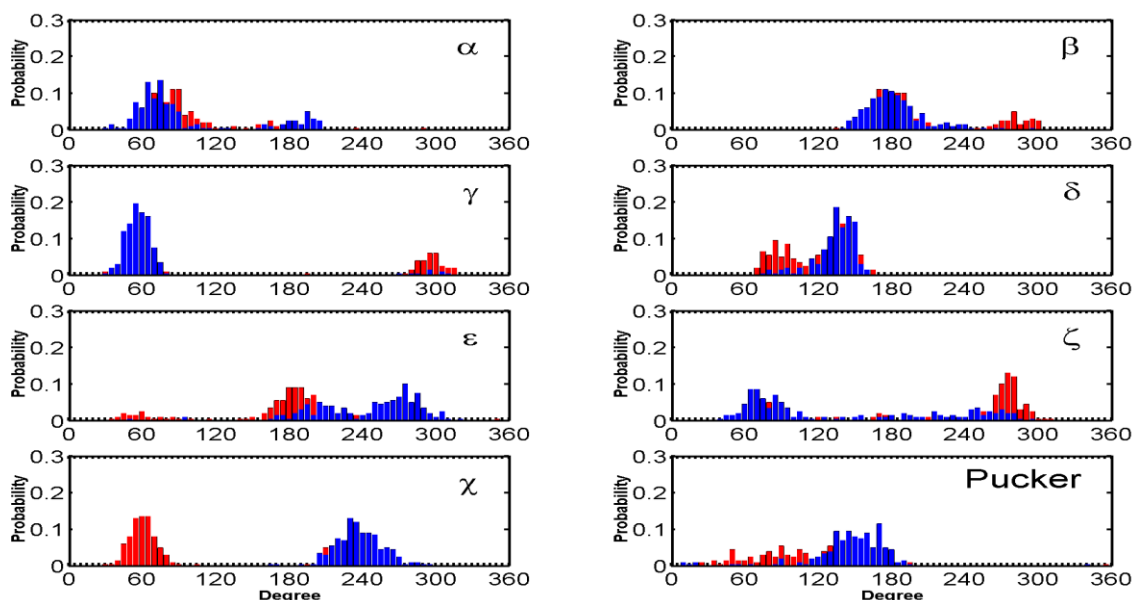 0.3 0.2 0.1 0 Probability α 0 60 120 180 240 300 360
0.3 0.2 0.1 0 Probability β 0 60 120 180 240 300 360
0.3 0.2 0.1 0 Probability γ 0 60 120 180 240 300 360
0.3 0.2 0.1 0 Probability δ 0 60 120 180 240 300 360
0.3 0.2 0.1 0 Probability ε 0 60 120 180 240 300 360
0.3 0.2 0.1 0 Probability ζ 0 60 120 180 240 300 360
0.3 0.2 0.1 0 Probability χ 0 60 120 180 240 300 360
Degree
0.3 0.2 0.1 0 Probability Pucker 0 60 120 180 240 300 360
Degree